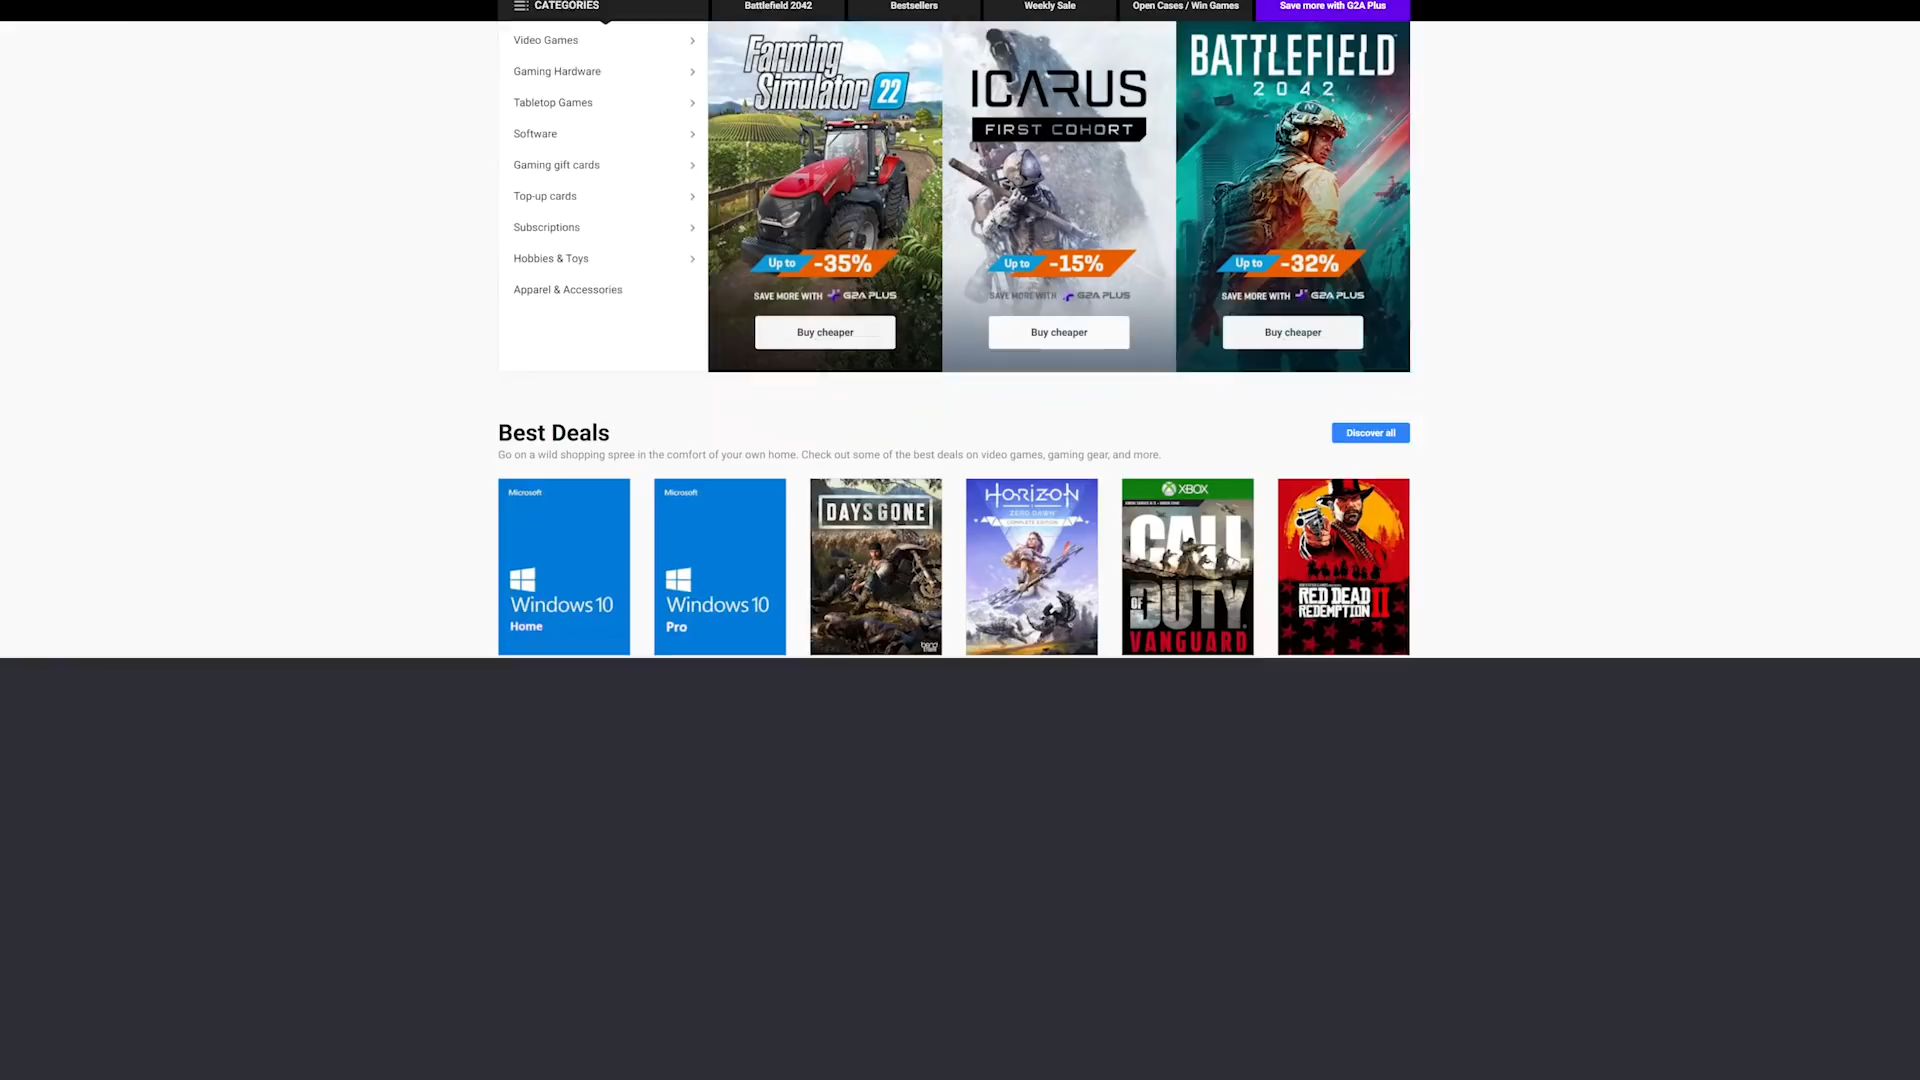 CATEGORIES
Battlefield 2042
Bestsellers
Weekly Sale
Open Cases / Win Games
Save more with G2A Plus
Video Games
Gaming Hardware
Tabletop Games
Software
Gaming gift cards
Top-up cards
Subscriptions
Hobbies & Toys
Apparel & Accessories
Farming
Simulator 22
Up to -35%
SAVE MORE WITH G2A PLUS
Buy cheaper
ICARUS
FIRST COHORT
Up to -15%
SAVE MORE WITH G2A PLUS
Buy cheaper
BATTLEFIELD
2042
Up to -32%
SAVE MORE WITH G2A PLUS
Buy cheaper
Best Deals
Discover all
Go on a wild shopping spree in the comfort of your own home. Check out some of the best deals on video games, gaming gear, and more.
Microsoft
Windows 10
Home
Microsoft
Windows 10
Pro
DAYS GONE
HORIZON
ZERO DAWN
COMPLETE EDITION
XBOX
CALL
OF DUTY
VANGUARD
RED DEAD
REDEMPTION II